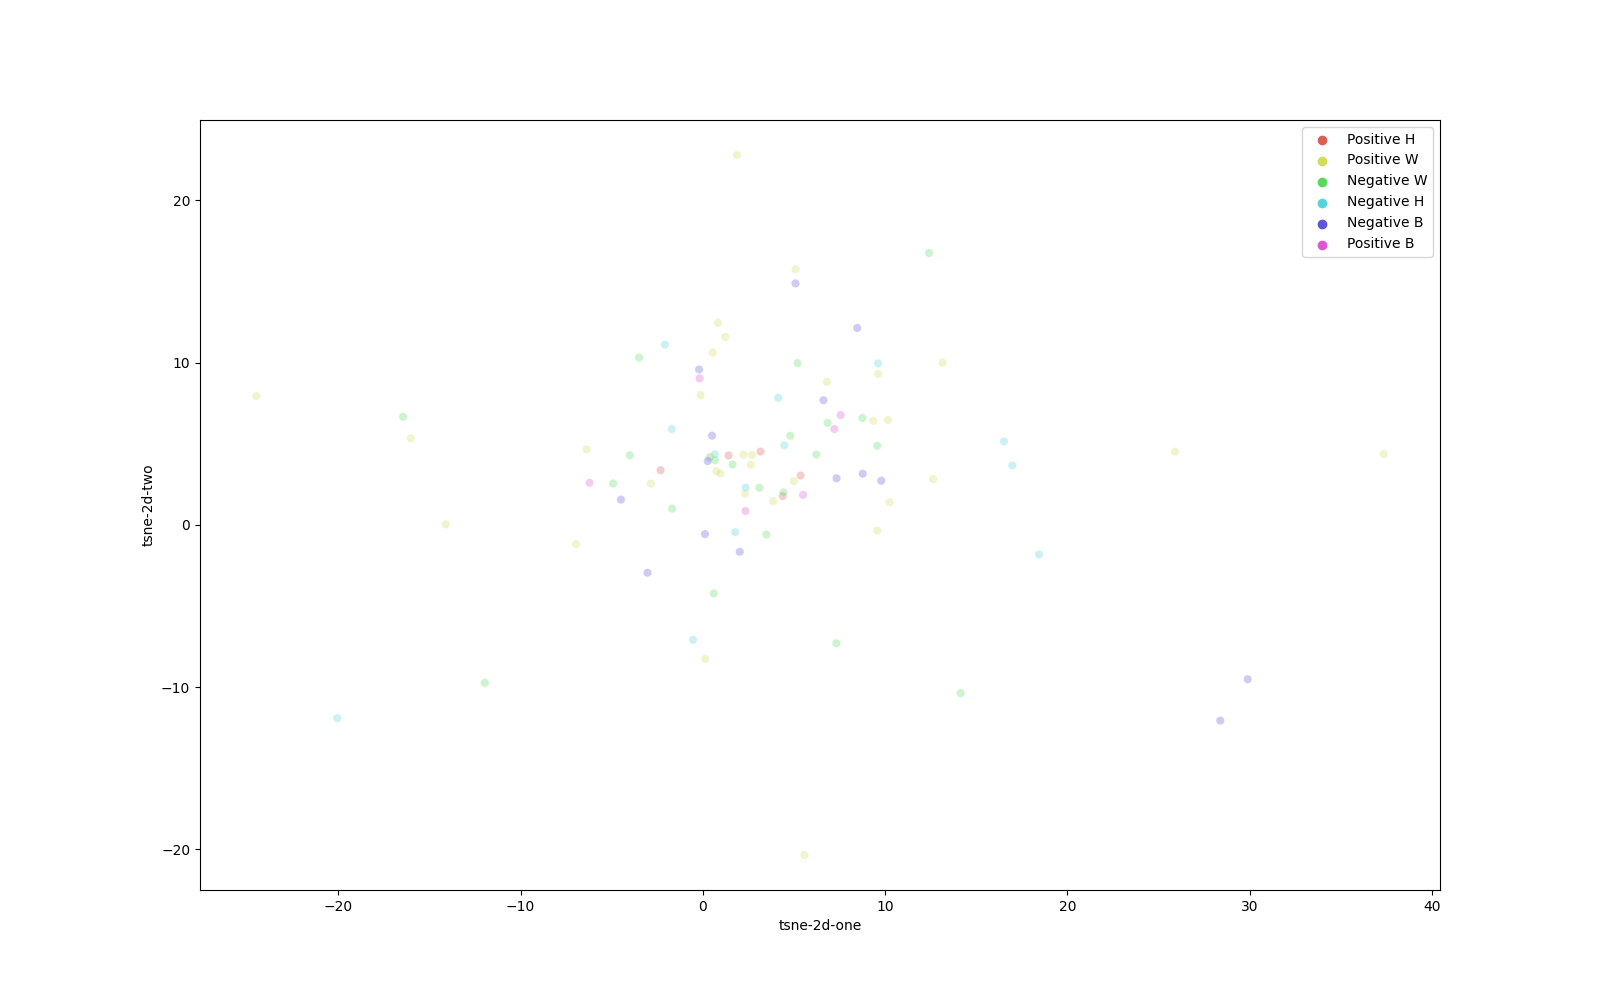 Positive H
Positive W
Negative W
Negative H
Negative B
Positive B
20
10
0
−10
−20
tsne-2d-two
−20 −10 0 10 20 30 40
tsne-2d-one